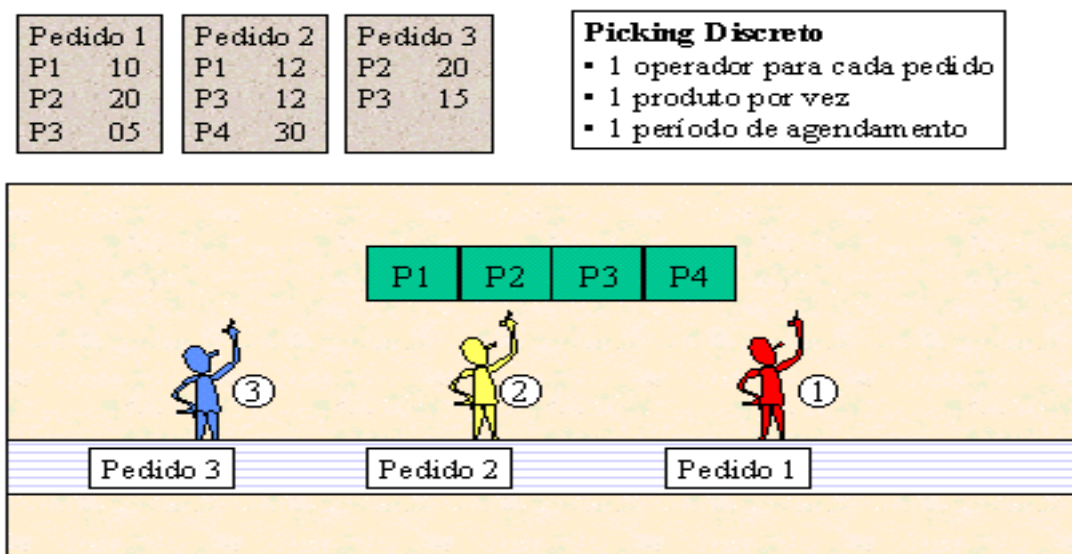 Pedido 1
P1 10
P2 20
P3 05
Pedido 2
P1 12
P3 12
P4 30
Pedido 3
P2 20
P3 15
Picking Discreto
▪ 1 operador para cada pedido
▪ 1 produto por vez
▪ 1 período de agendamento
P1 P2 P3 P4
3 2 1
Pedido 3 Pedido 2 Pedido 1